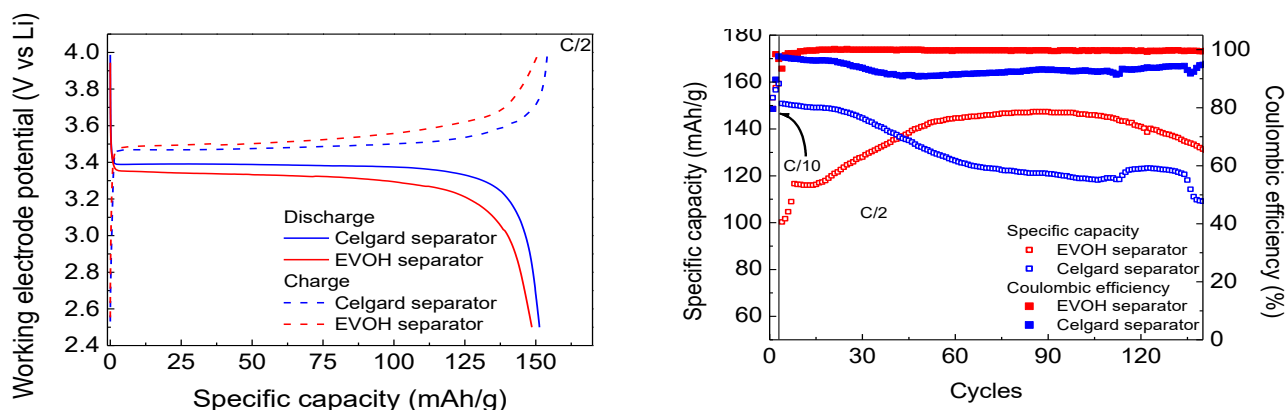 Working electrode potential (V vs Li)
4.0
3.8
3.6
3.4
3.2
3.0
2.8
2.6
2.4
C/2
Discharge
Celgard separator
EVOH separator
Charge
Celgard separator
EVOH separator
0 25 50 75 100 125 150
Specific capacity (mAh/g)
Specific capacity (mAh/g)
180
160
140
120
100
80
60
C/10
C/2
Specific capacity
EVOH separator
Celgard separator
Coulombic efficiency
EVOH separator
Celgard separator
0 30 60 90 120
Cycles
100
80
60
40
20
0
Coulombic efficiency (%)